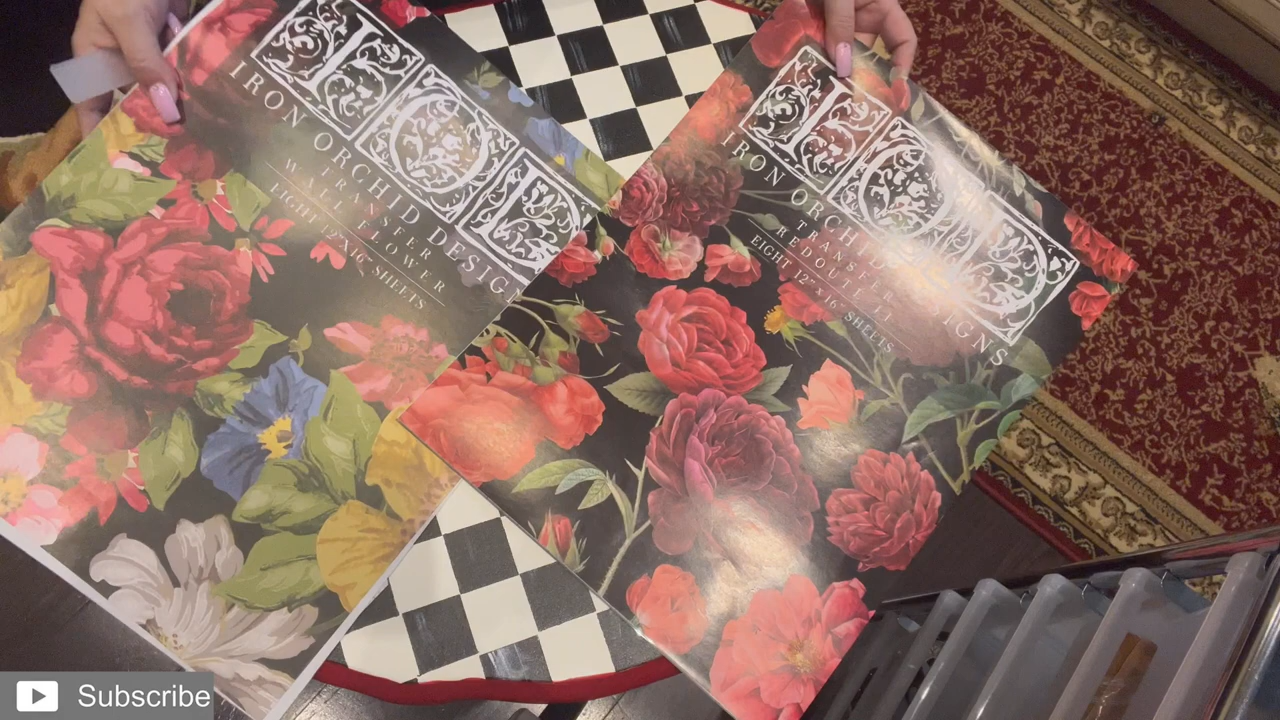 IOD
IRON ORCHID DESIGNS
TRANSFER
WALL FLOWER
EIGHT 12"X16" SHEETS
IOD
IRON ORCHID DESIGNS
TRANSFER
REDOUTE II
EIGHT 12"X16" SHEETS
Subscribe